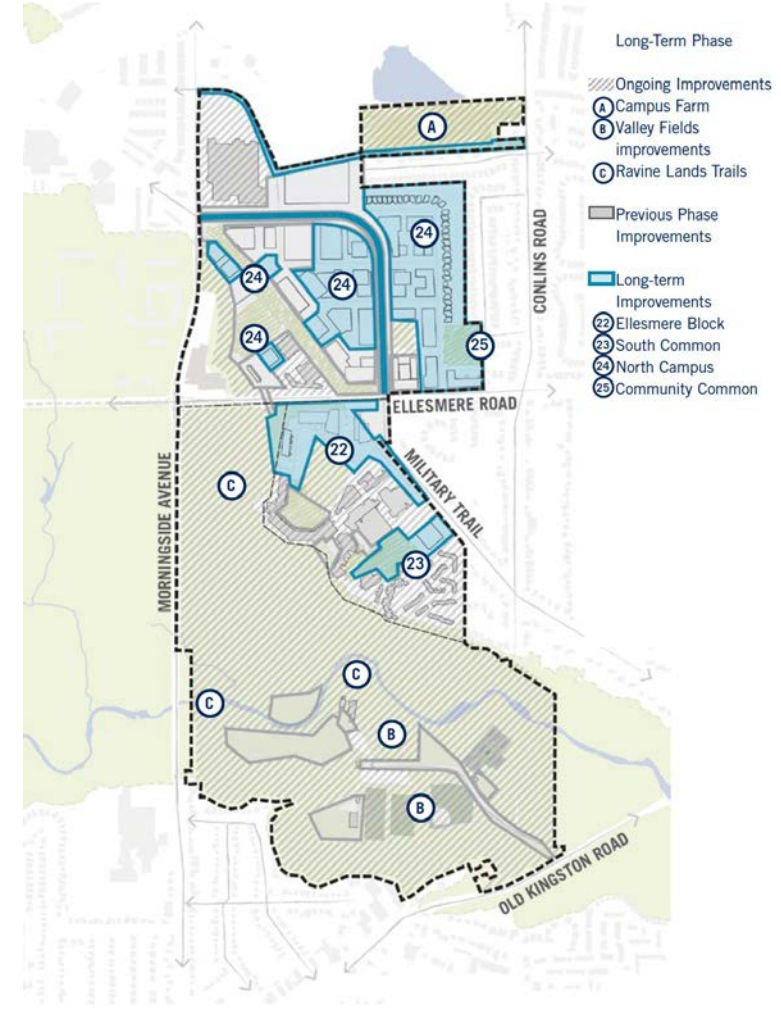 Long-Term Phase
Ongoing Improvements
A Campus Farm
B Valley Fields
improvements
C Ravine Lands Trails
Previous Phase
Improvements
Long-term
Improvements
22 Ellesmere Block
23 South Common
24 North Campus
25 Community Common
A
24
24
24
24
25
CONLINS ROAD
ELLESMERE ROAD
22
MILITARY TRAIL
C
MORNINGSIDE AVENUE
23
C
C
B
B
OLD KINGSTON ROAD